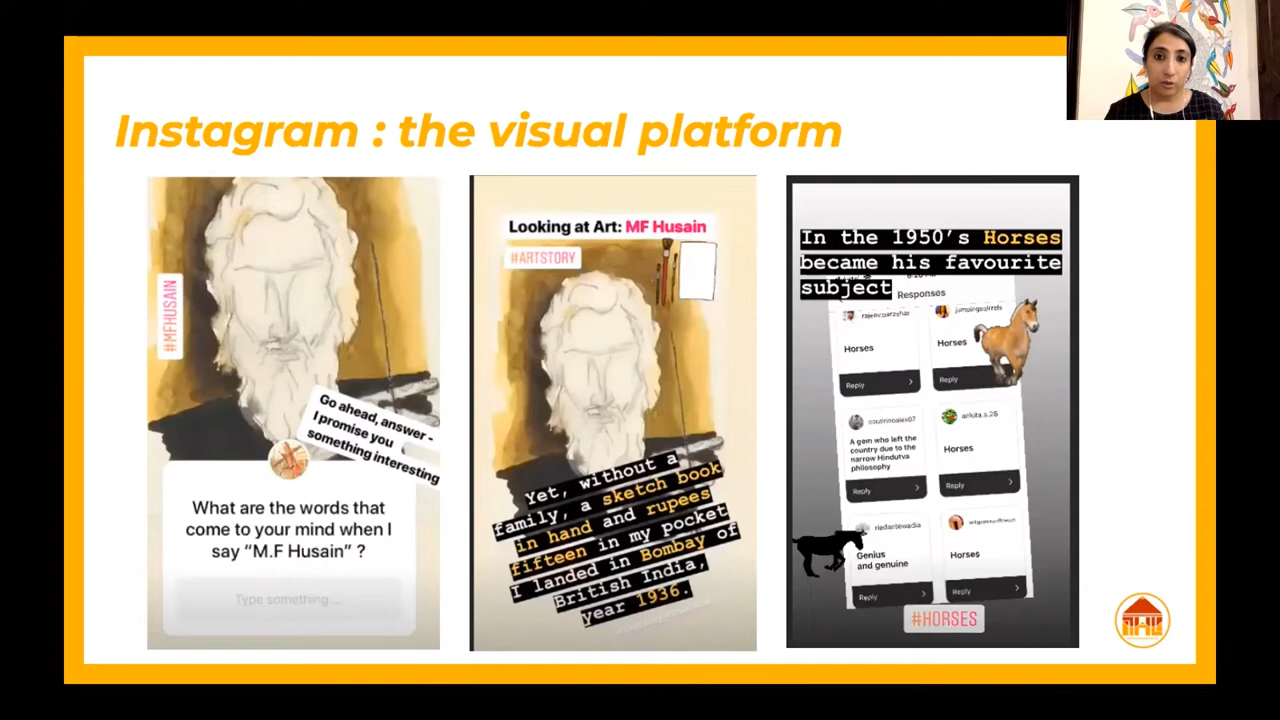 Instagram : the visual platform
#MFHUSAIN
Go ahead, answer -
I promise you
something interesting
What are the words that
come to your mind when I
say “M.F Husain” ?
Type something...
Looking at Art: MF Husain
#ARTSTORY
Yet, without a
family, a sketch book
in hand and rupees
fifteen in my pocket
I landed in Bombay of
British India,
year 1936.
In the 1950’s Horses
became his favourite
subject
Responses
Horses
Reply
jumpingsquirrels
Horses
Reply
coutinhoalex07
A gem who left the
country due to the
narrow Hindutva
philosophy
Reply
ankita.s.26
Horses
Reply
riedantewadia
Genius
and genuine
Reply
Horses
Reply
#HORSES